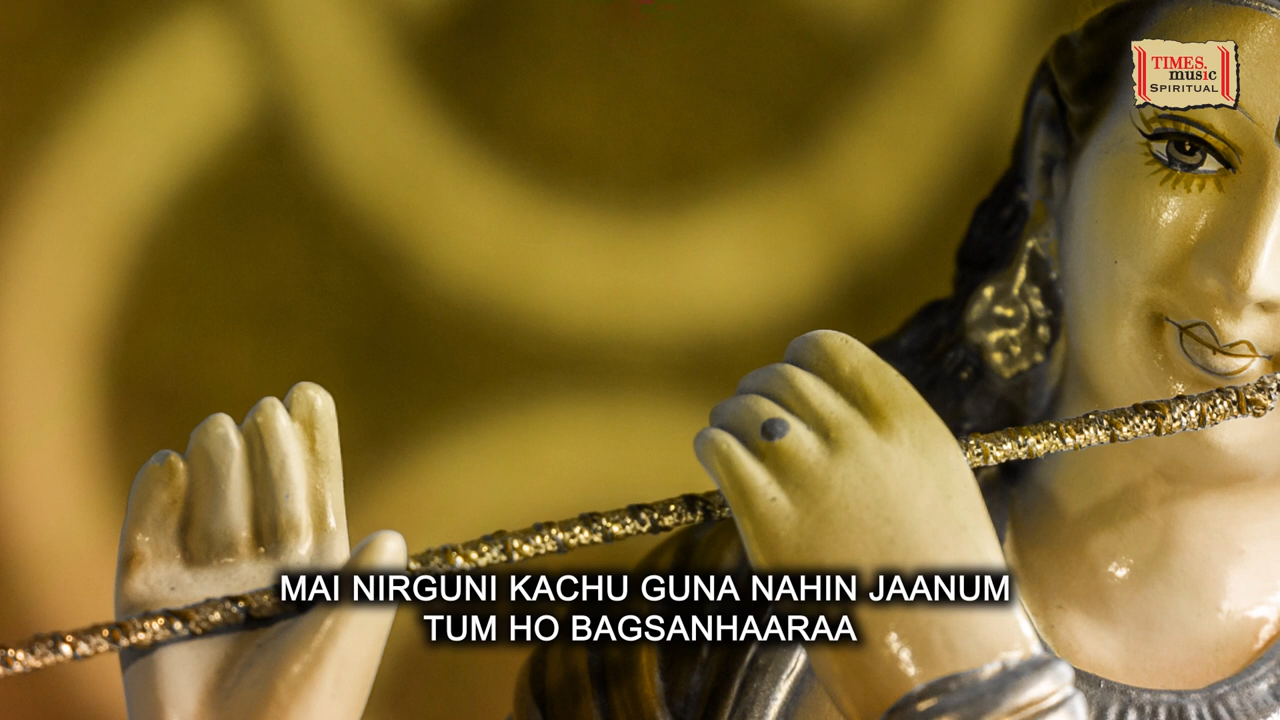 TIMES.
music
SPIRITUAL
MAI NIRGUNI KACHU GUNA NAHIN JAANUM
TUM HO BAGSANHAARAA